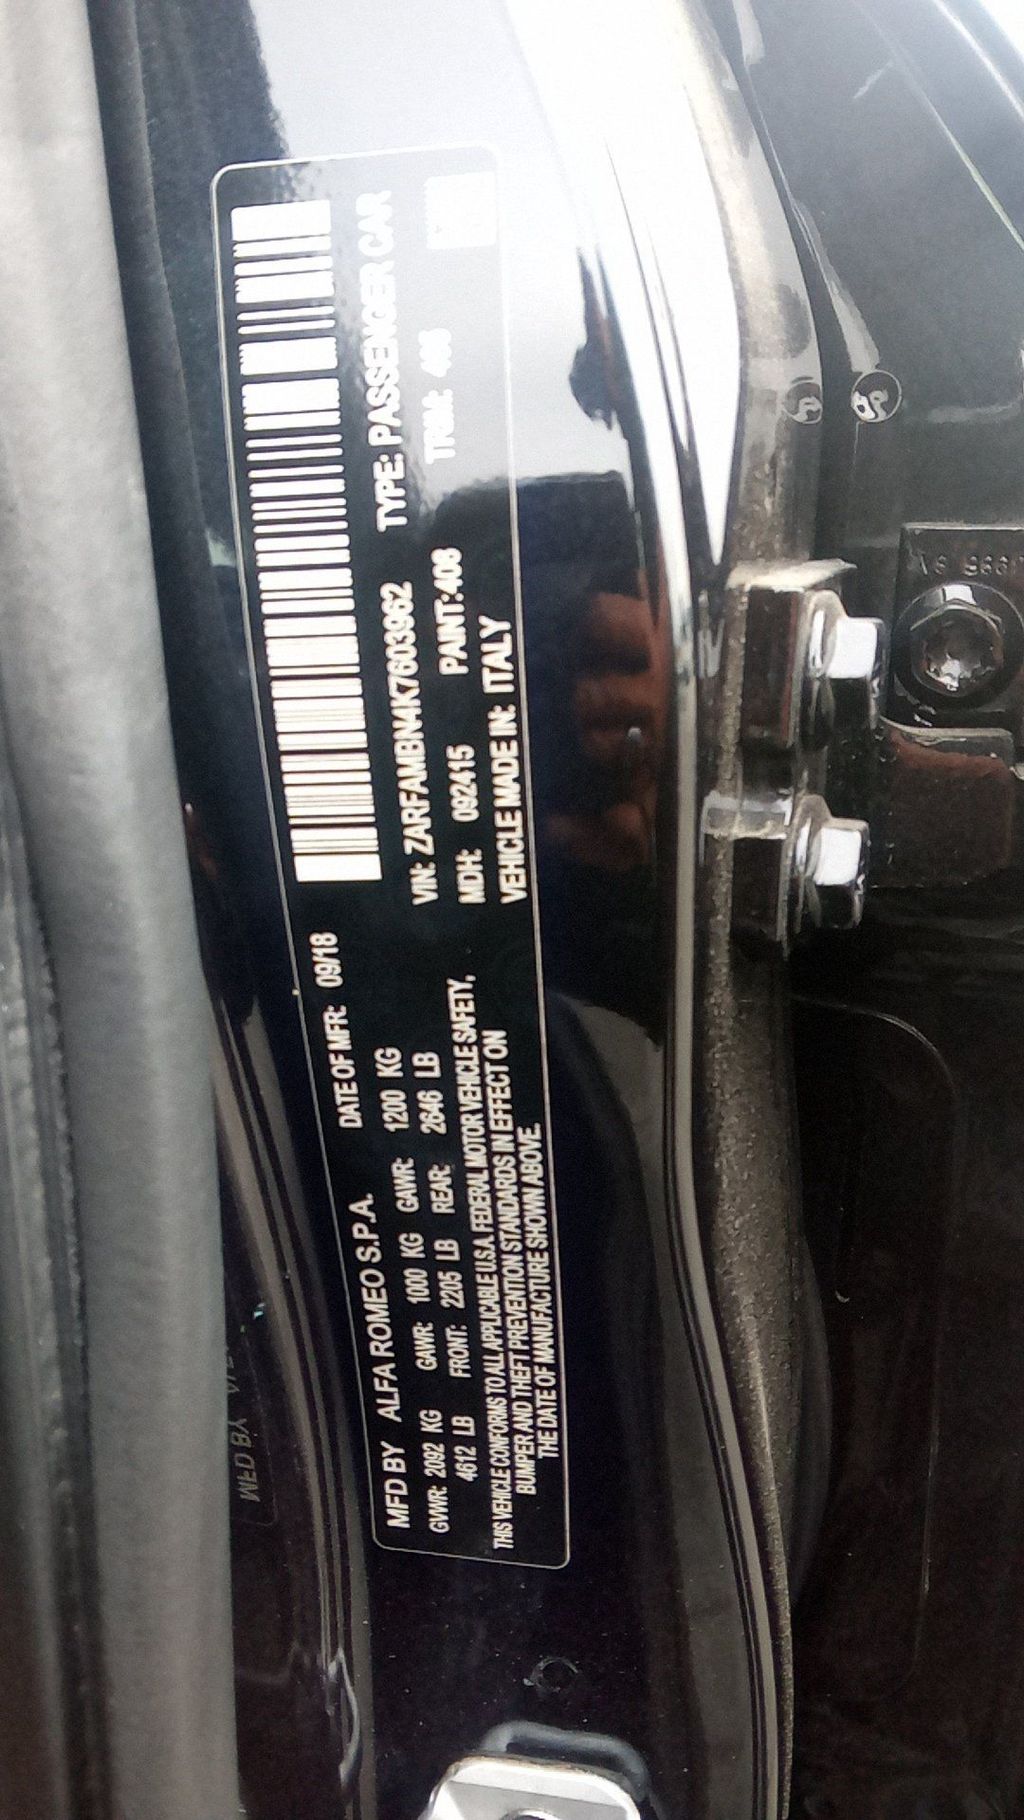 MFD BY ALFA ROMEO S.P.A. DATE OF MFR: 09/18
GVWR: 2092 KG GAWR: 1000 KG GAWR: 1200 KG
4612 LB FRONT: 2205 LB REAR: 2646 LB
THIS VEHICLE CONFORMS TO ALL APPLICABLE U.S.A. FEDERAL MOTOR VEHICLE SAFETY,
BUMPER AND THEFT PREVENTION STANDARDS IN EFFECT ON
THE DATE OF MANUFACTURE SHOWN ABOVE.
VIN: ZARFAMBN4K7603962 TYPE: PASSENGER CAR
MDH: 092415 PAINT:408 TRIM:
VEHICLE MADE IN: ITALY
MFD BY